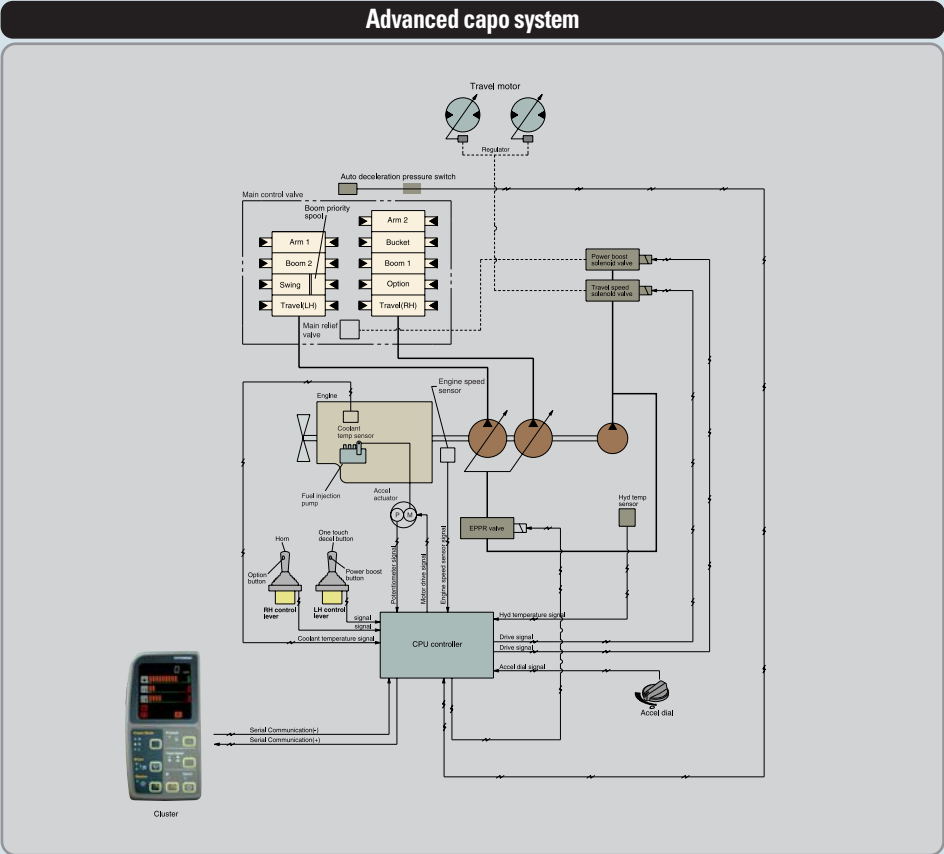 Advanced capo system
Travel motor
Regulator
Auto deceleration pressure switch
Main control valve
Boom priority
spool
Arm 2
Arm 1
Bucket
Boom 2
Boom 1
Swing
Option
Travel(LH)
Travel(RH)
Main relief
valve
Power boost
solenoid valve
Travel speed
solenoid valve
Engine speed
sensor
Engine
Coolant
temp sensor
Fuel injection
pump
Accel
actuator
P
M
EPPR valve
Hyd temp
sensor
Horn
One touch
decel button
Option
button
Power boost
button
RH control
lever
LH control
lever
Potentiometer signal
Motor drive signal
Engine speed sensor signal
signal
signal
Coolant temperature signal
CPU controller
Hyd temperature signal
Drive signal
Drive signal
Accel dial signal
Accel dial
Serial Communication(-)
Serial Communication(+)
Cluster